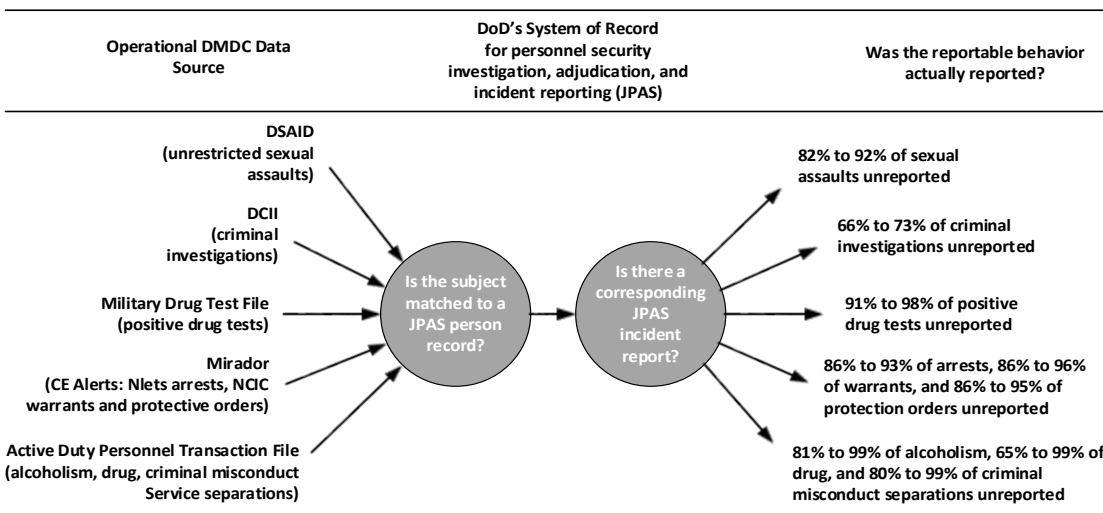 Operational DMDC Data
Source
DoD's System of Record
for personnel security
investigation, adjudication, and
incident reporting (JPAS)
Was the reportable behavior
actually reported?
DSAID
(unrestricted sexual
assaults)
DCII
(criminal
investigations)
Military Drug Test File
(positive drug tests)
Mirador
(CE Alerts: Nlets arrests, NCIC
warrants and protective orders)
Active Duty Personnel Transaction File
(alcoholism, drug, criminal misconduct
Service separations)
Is the subject
matched to a
JPAS person
record?
Is there a
corresponding
JPAS
incident
report?
82% to 92% of sexual
assaults unreported
66% to 73% of criminal
investigations unreported
91% to 98% of positive
drug tests unreported
86% to 93% of arrests, 86% to 96%
of warrants, and 86% to 95% of
protection orders unreported
81% to 99% of alcoholism, 65% to 99% of
drug, and 80% to 99% of criminal
misconduct separations unreported